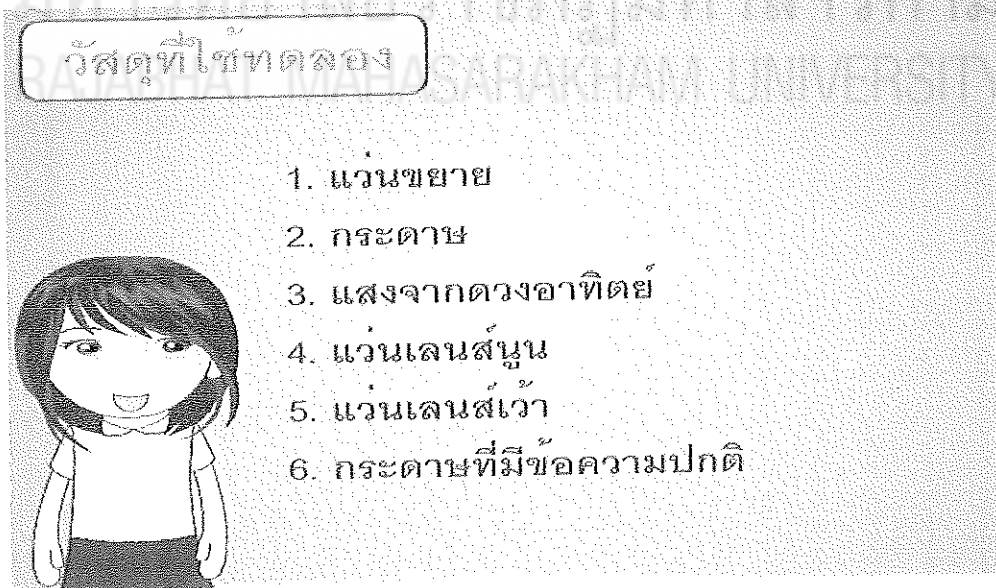 วัสดุที่ใช้ทดลอง
1. แว่นขยาย
2. กระดาษ
3. แสงจากดวงอาทิตย์
4. แว่นเลนส์นูน
5. แว่นเลนส์เว้า
6. กระดาษที่มีข้อความปกติ